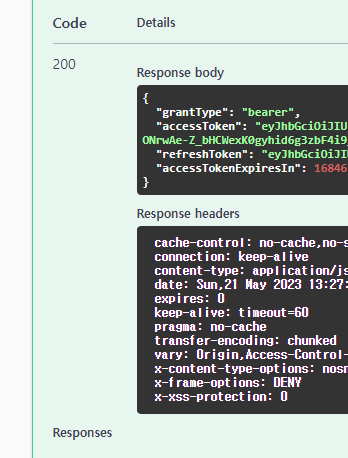 Code Details
200
Response body
{
"grantType": "bearer",
"accessToken": "eyJhbGciOiJIU
ONrwAe-Z_bHCWexK0gyhid6g3zbF4i9
"refreshToken": "eyJhbGciOiJIU
"accessTokenExpiresIn": 16846
}
Response headers
cache-control: no-cache,no-s
connection: keep-alive
content-type: application/js
date: Sun,21 May 2023 13:27:
expires: 0
keep-alive: timeout=60
pragma: no-cache
transfer-encoding: chunked
vary: Origin,Access-Control-
x-content-type-options: nosn
x-frame-options: DENY
x-xss-protection: 0
Responses